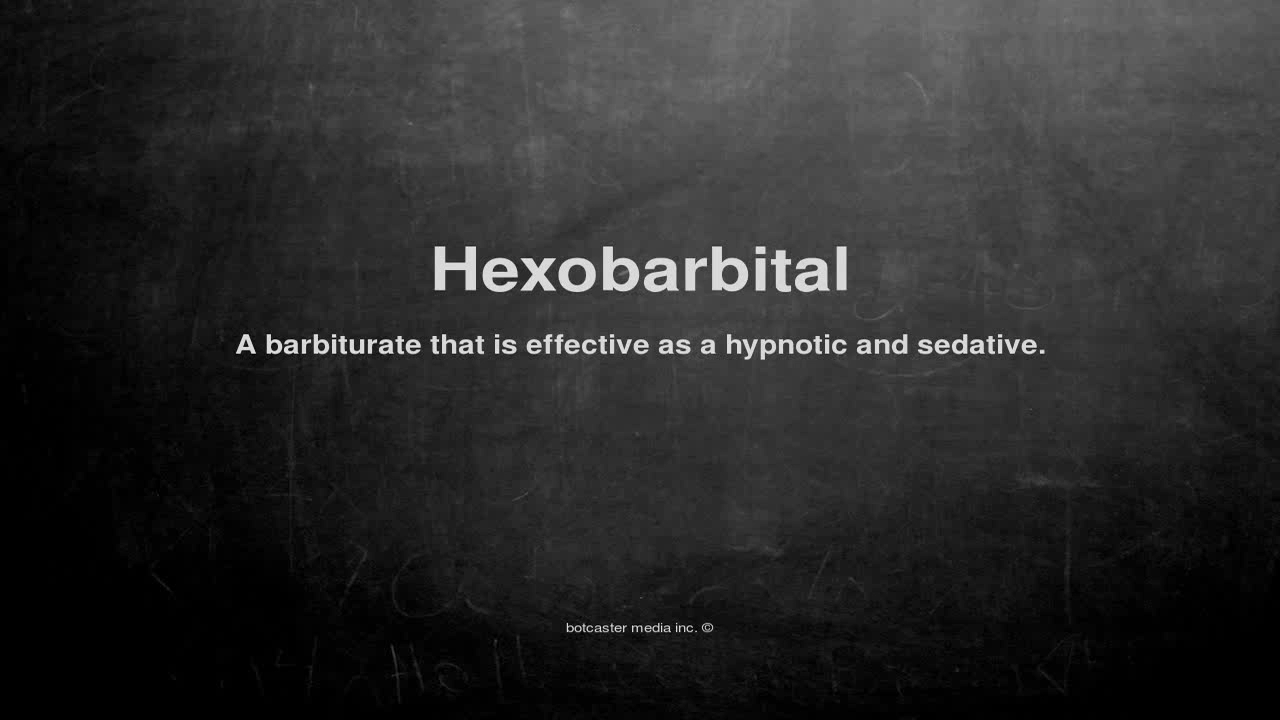 Hexobarbital
A barbiturate that is effective as a hypnotic and sedative.
botcaster media inc. ©